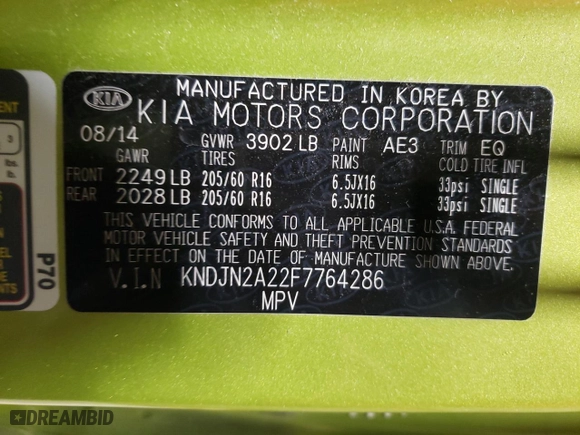 KIA
MANUFACTURED IN KOREA BY
KIA MOTORS CORPORATION
08/14 GVWR 3902 LB PAINT AE3 TRIM EQ
GAWR TIRES RIMS COLD TIRE INFL
FRONT 2249 LB 205/60 R16 6.5JX16 33psi SINGLE
REAR 2028 LB 205/60 R16 6.5JX16 33psi SINGLE
THIS VEHICLE CONFORMS TO ALL APPLICABLE U.S.A. FEDERAL
MOTOR VEHICLE SAFETY AND THEFT PREVENTION STANDARDS
IN EFFECT ON THE DATE OF MANUFACTURE SHOWN ABOVE.
V.I.N KNDJN2A22F7764286
MPV
P70
DREAMBID